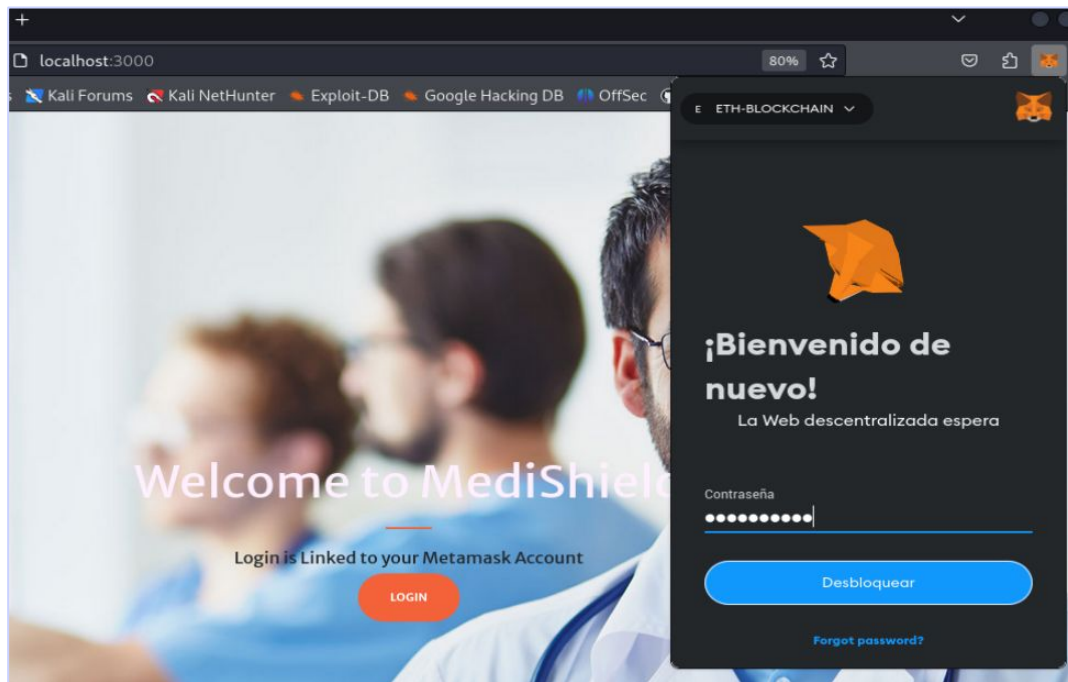 +
localhost:3000
80%
Kali Forums Kali NetHunter Exploit-DB Google Hacking DB OffSec
E ETH-BLOCKCHAIN
¡Bienvenido de
nuevo!
La Web descentralizada espera
Contraseña
••••••••••
Desbloquear
Forgot password?
Welcome to MediShield
Login is Linked to your Metamask Account
LOGIN